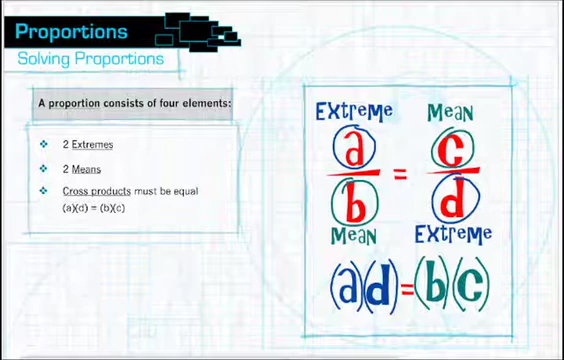 Proportions
Solving Proportions
A proportion consists of four elements:
❖ 2 Extremes
❖ 2 Means
❖ Cross products must be equal
(a)(d) = (b)(c)
Extreme Mean
a = c
b d
Mean Extreme
(a)(d)=(b)(c)